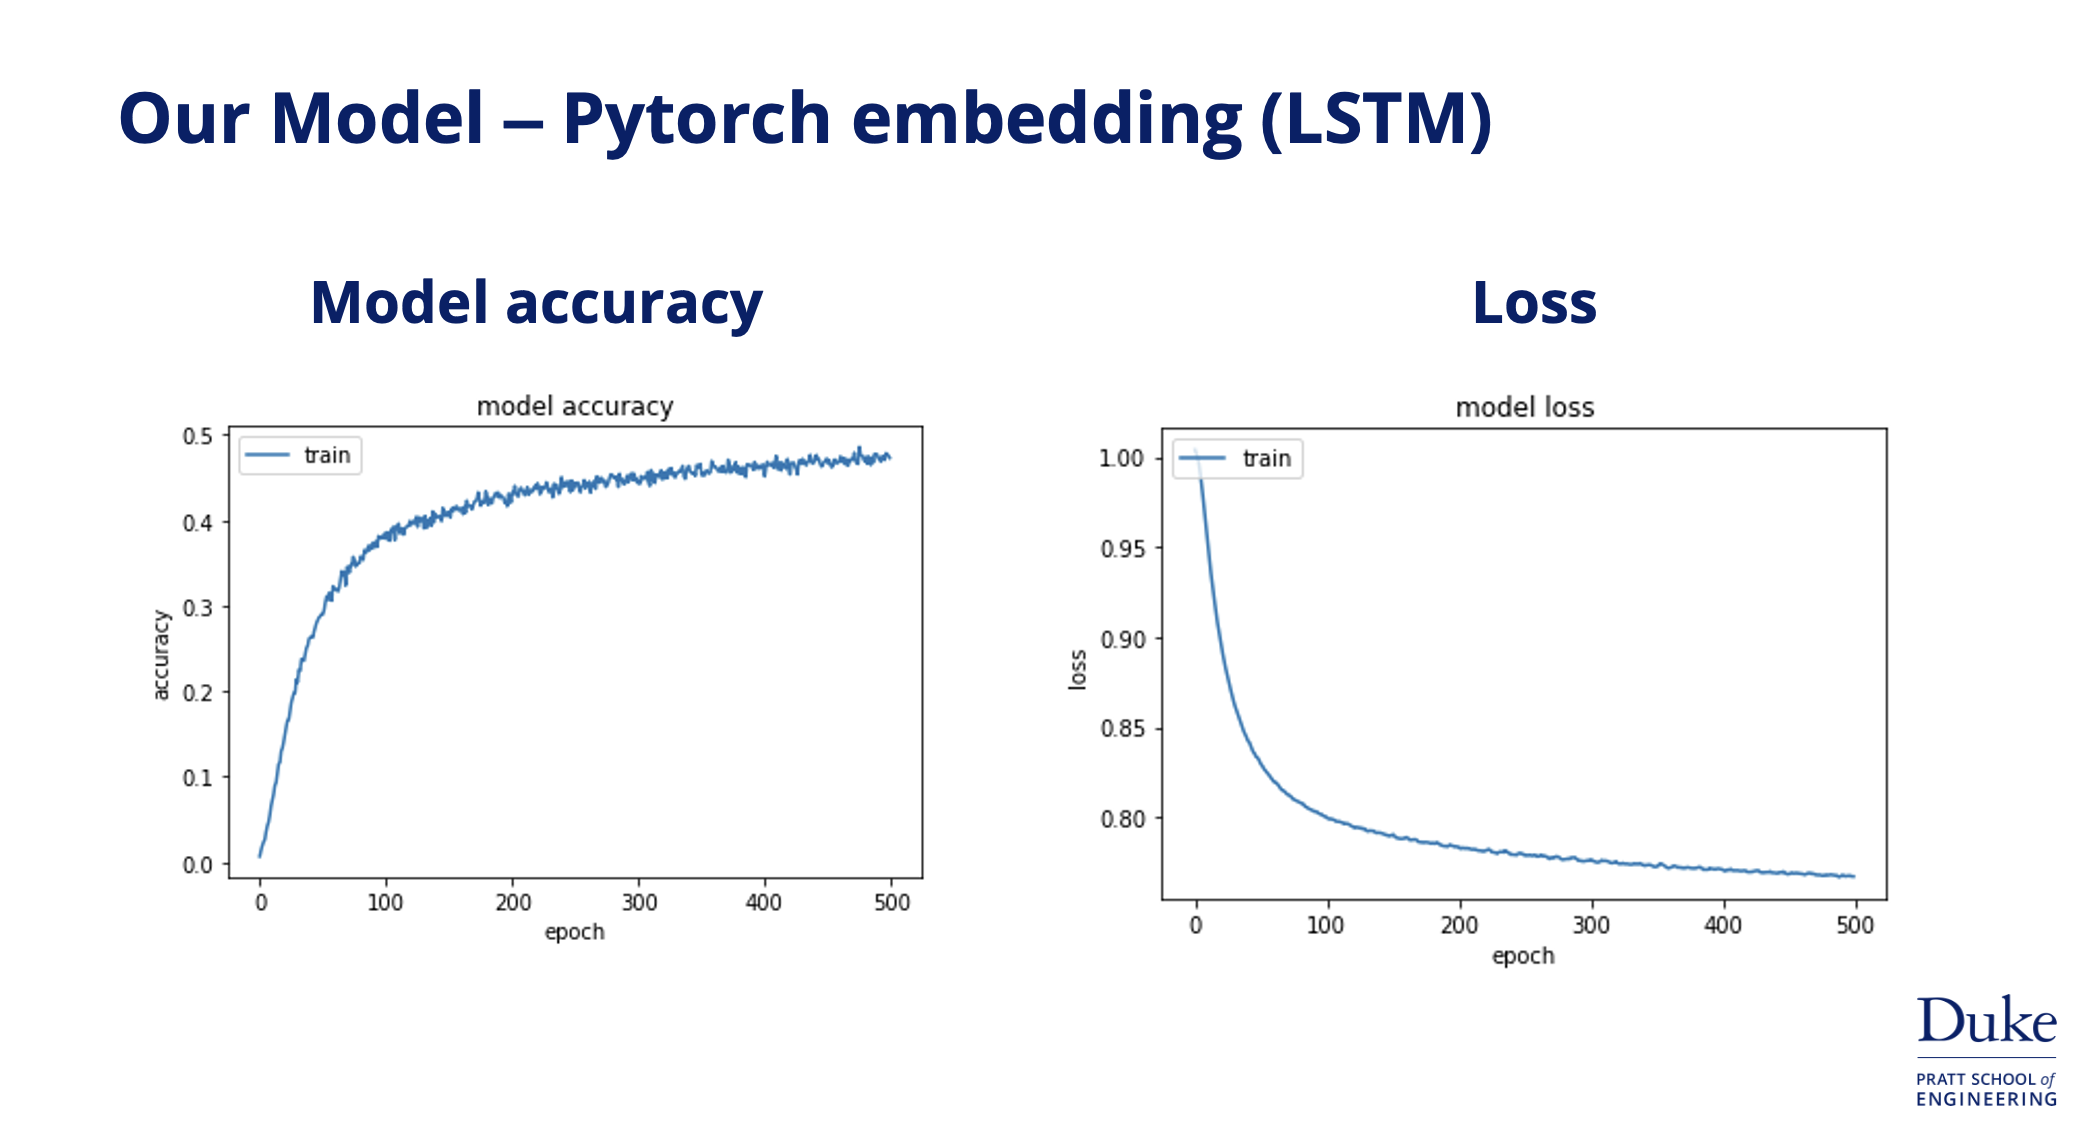 Our Model – Pytorch embedding (LSTM)
Model accuracy
Loss
model accuracy
train
0.5
0.4
0.3
0.2
0.1
0.0
accuracy
0 100 200 300 400 500
epoch
model loss
train
1.00
0.95
0.90
0.85
0.80
loss
0 100 200 300 400 500
epoch
Duke
PRATT SCHOOL of
ENGINEERING